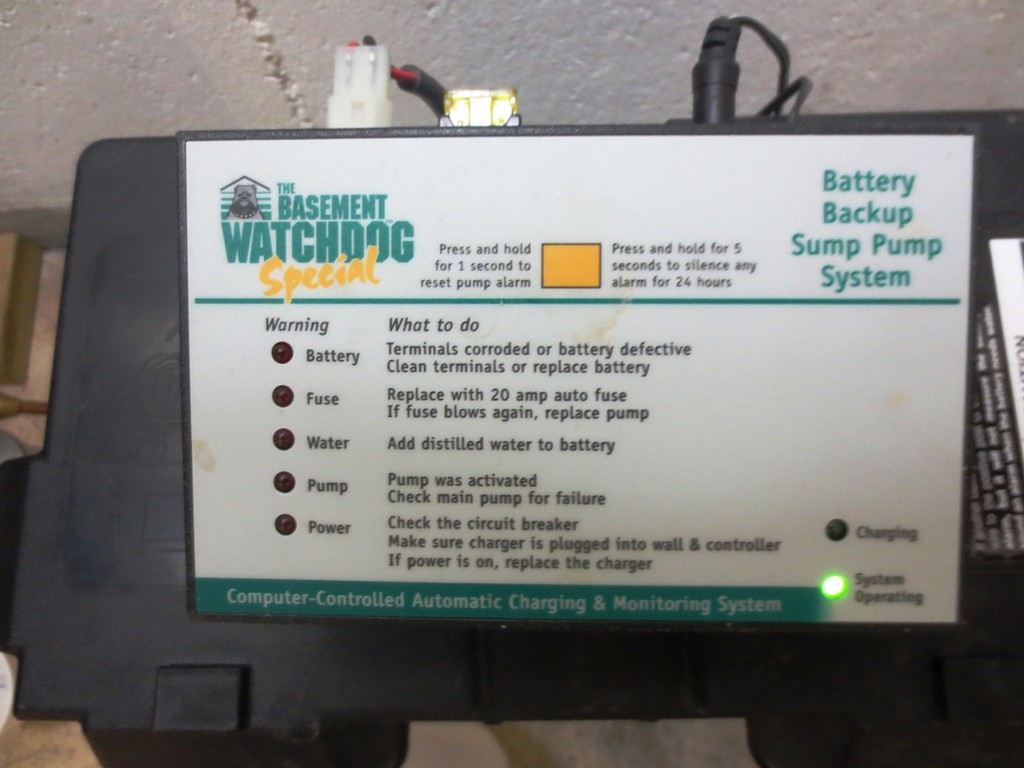 THE
BASEMENT
WATCHDOG
Special
Press and hold
for 1 second to
reset pump alarm
Press and hold for 5
seconds to silence any
alarm for 24 hours
Battery
Backup
Sump Pump
System
Warning
What to do
Battery
Terminals corroded or battery defective
Clean terminals or replace battery
Fuse
Replace with 20 amp auto fuse
If fuse blows again, replace pump
Water
Add distilled water to battery
Pump
Pump was activated
Check main pump for failure
Power
Check the circuit breaker
Make sure charger is plugged into wall & controller
If power is on, replace the charger
Charging
System
Operating
Computer-Controlled Automatic Charging & Monitoring System